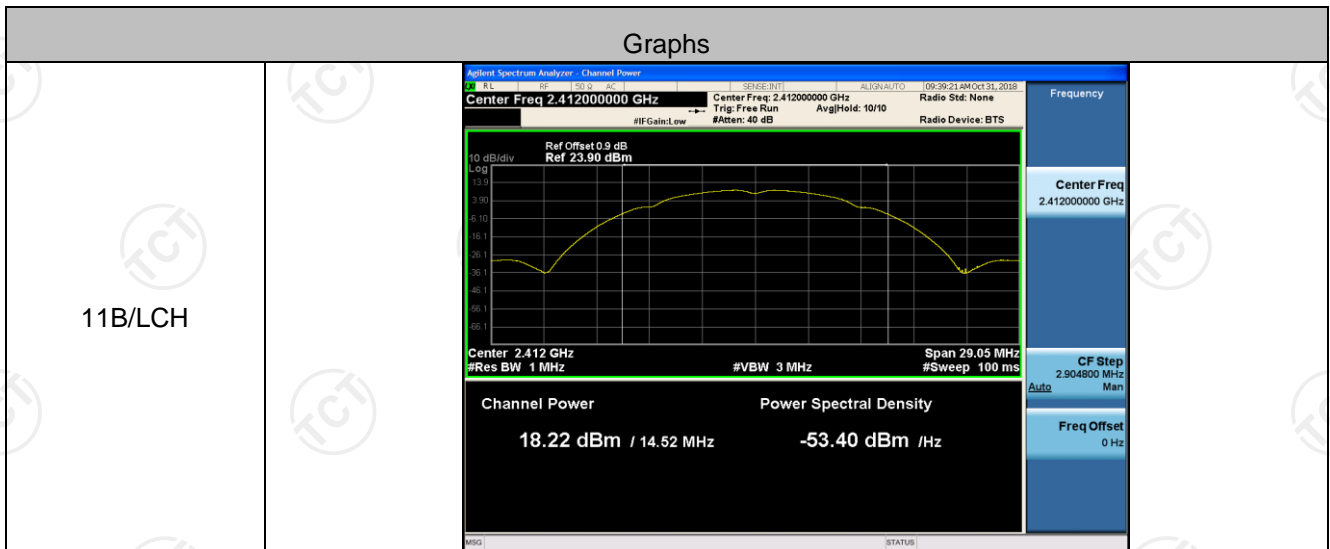 Graphs
11B/LCH
Agilent Spectrum Analyzer - Channel Power
RL RF 50 Ω AC SENSE:INT ALIGNAUTO 09:39:21 AM Oct 31, 2018
Center Freq 2.412000000 GHz
Center Freq: 2.412000000 GHz
Radio Std: None
Trig: Free Run Avg|Hold: 10/10
#IFGain:Low #Atten: 40 dB Radio Device: BTS
Ref Offset 0.9 dB
10 dB/div Ref 23.90 dBm
Log
13.9
3.90
-6.10
-16.1
-26.1
-36.1
-46.1
-56.1
-66.1
Center 2.412 GHz Span 29.05 MHz
#Res BW 1 MHz #VBW 3 MHz #Sweep 100 ms
Channel Power Power Spectral Density
18.22 dBm / 14.52 MHz -53.40 dBm /Hz
MSG STATUS
Frequency
Center Freq
2.412000000 GHz
CF Step
2.904800 MHz
Auto Man
Freq Offset
0 Hz
TCT
TCT
TCT
TCT
TCT